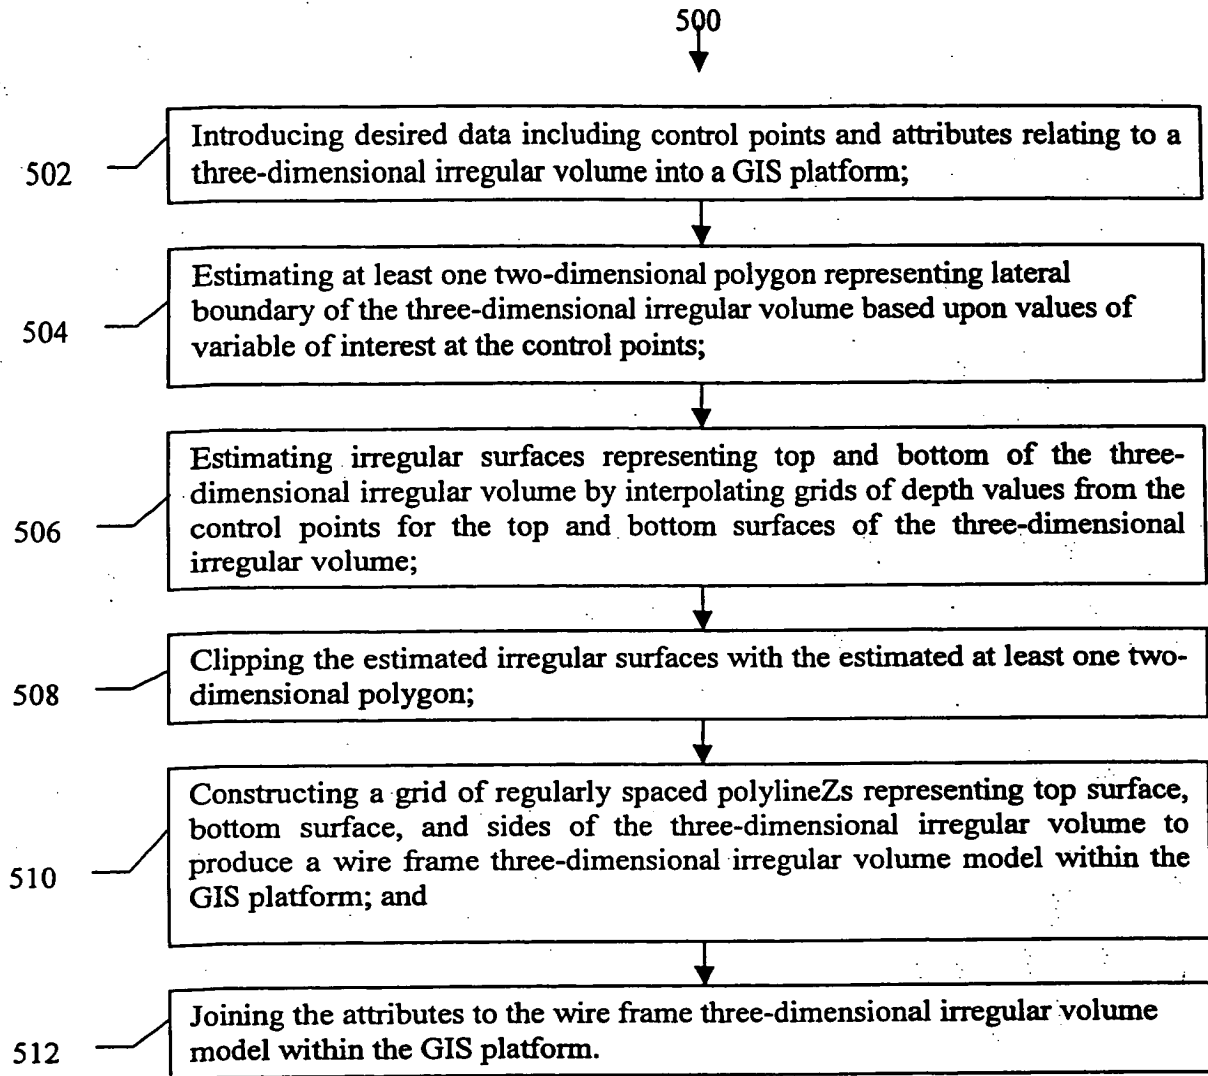 500
502
Introducing desired data including control points and attributes relating to a
three-dimensional irregular volume into a GIS platform;
504
Estimating at least one two-dimensional polygon representing lateral
boundary of the three-dimensional irregular volume based upon values of
variable of interest at the control points;
506
Estimating irregular surfaces representing top and bottom of the three-
dimensional irregular volume by interpolating grids of depth values from the
control points for the top and bottom surfaces of the three-dimensional
irregular volume;
508
Clipping the estimated irregular surfaces with the estimated at least one two-
dimensional polygon;
510
Constructing a grid of regularly spaced polylineZs representing top surface,
bottom surface, and sides of the three-dimensional irregular volume to
produce a wire frame three-dimensional irregular volume model within the
GIS platform; and
512
Joining the attributes to the wire frame three-dimensional irregular volume
model within the GIS platform.